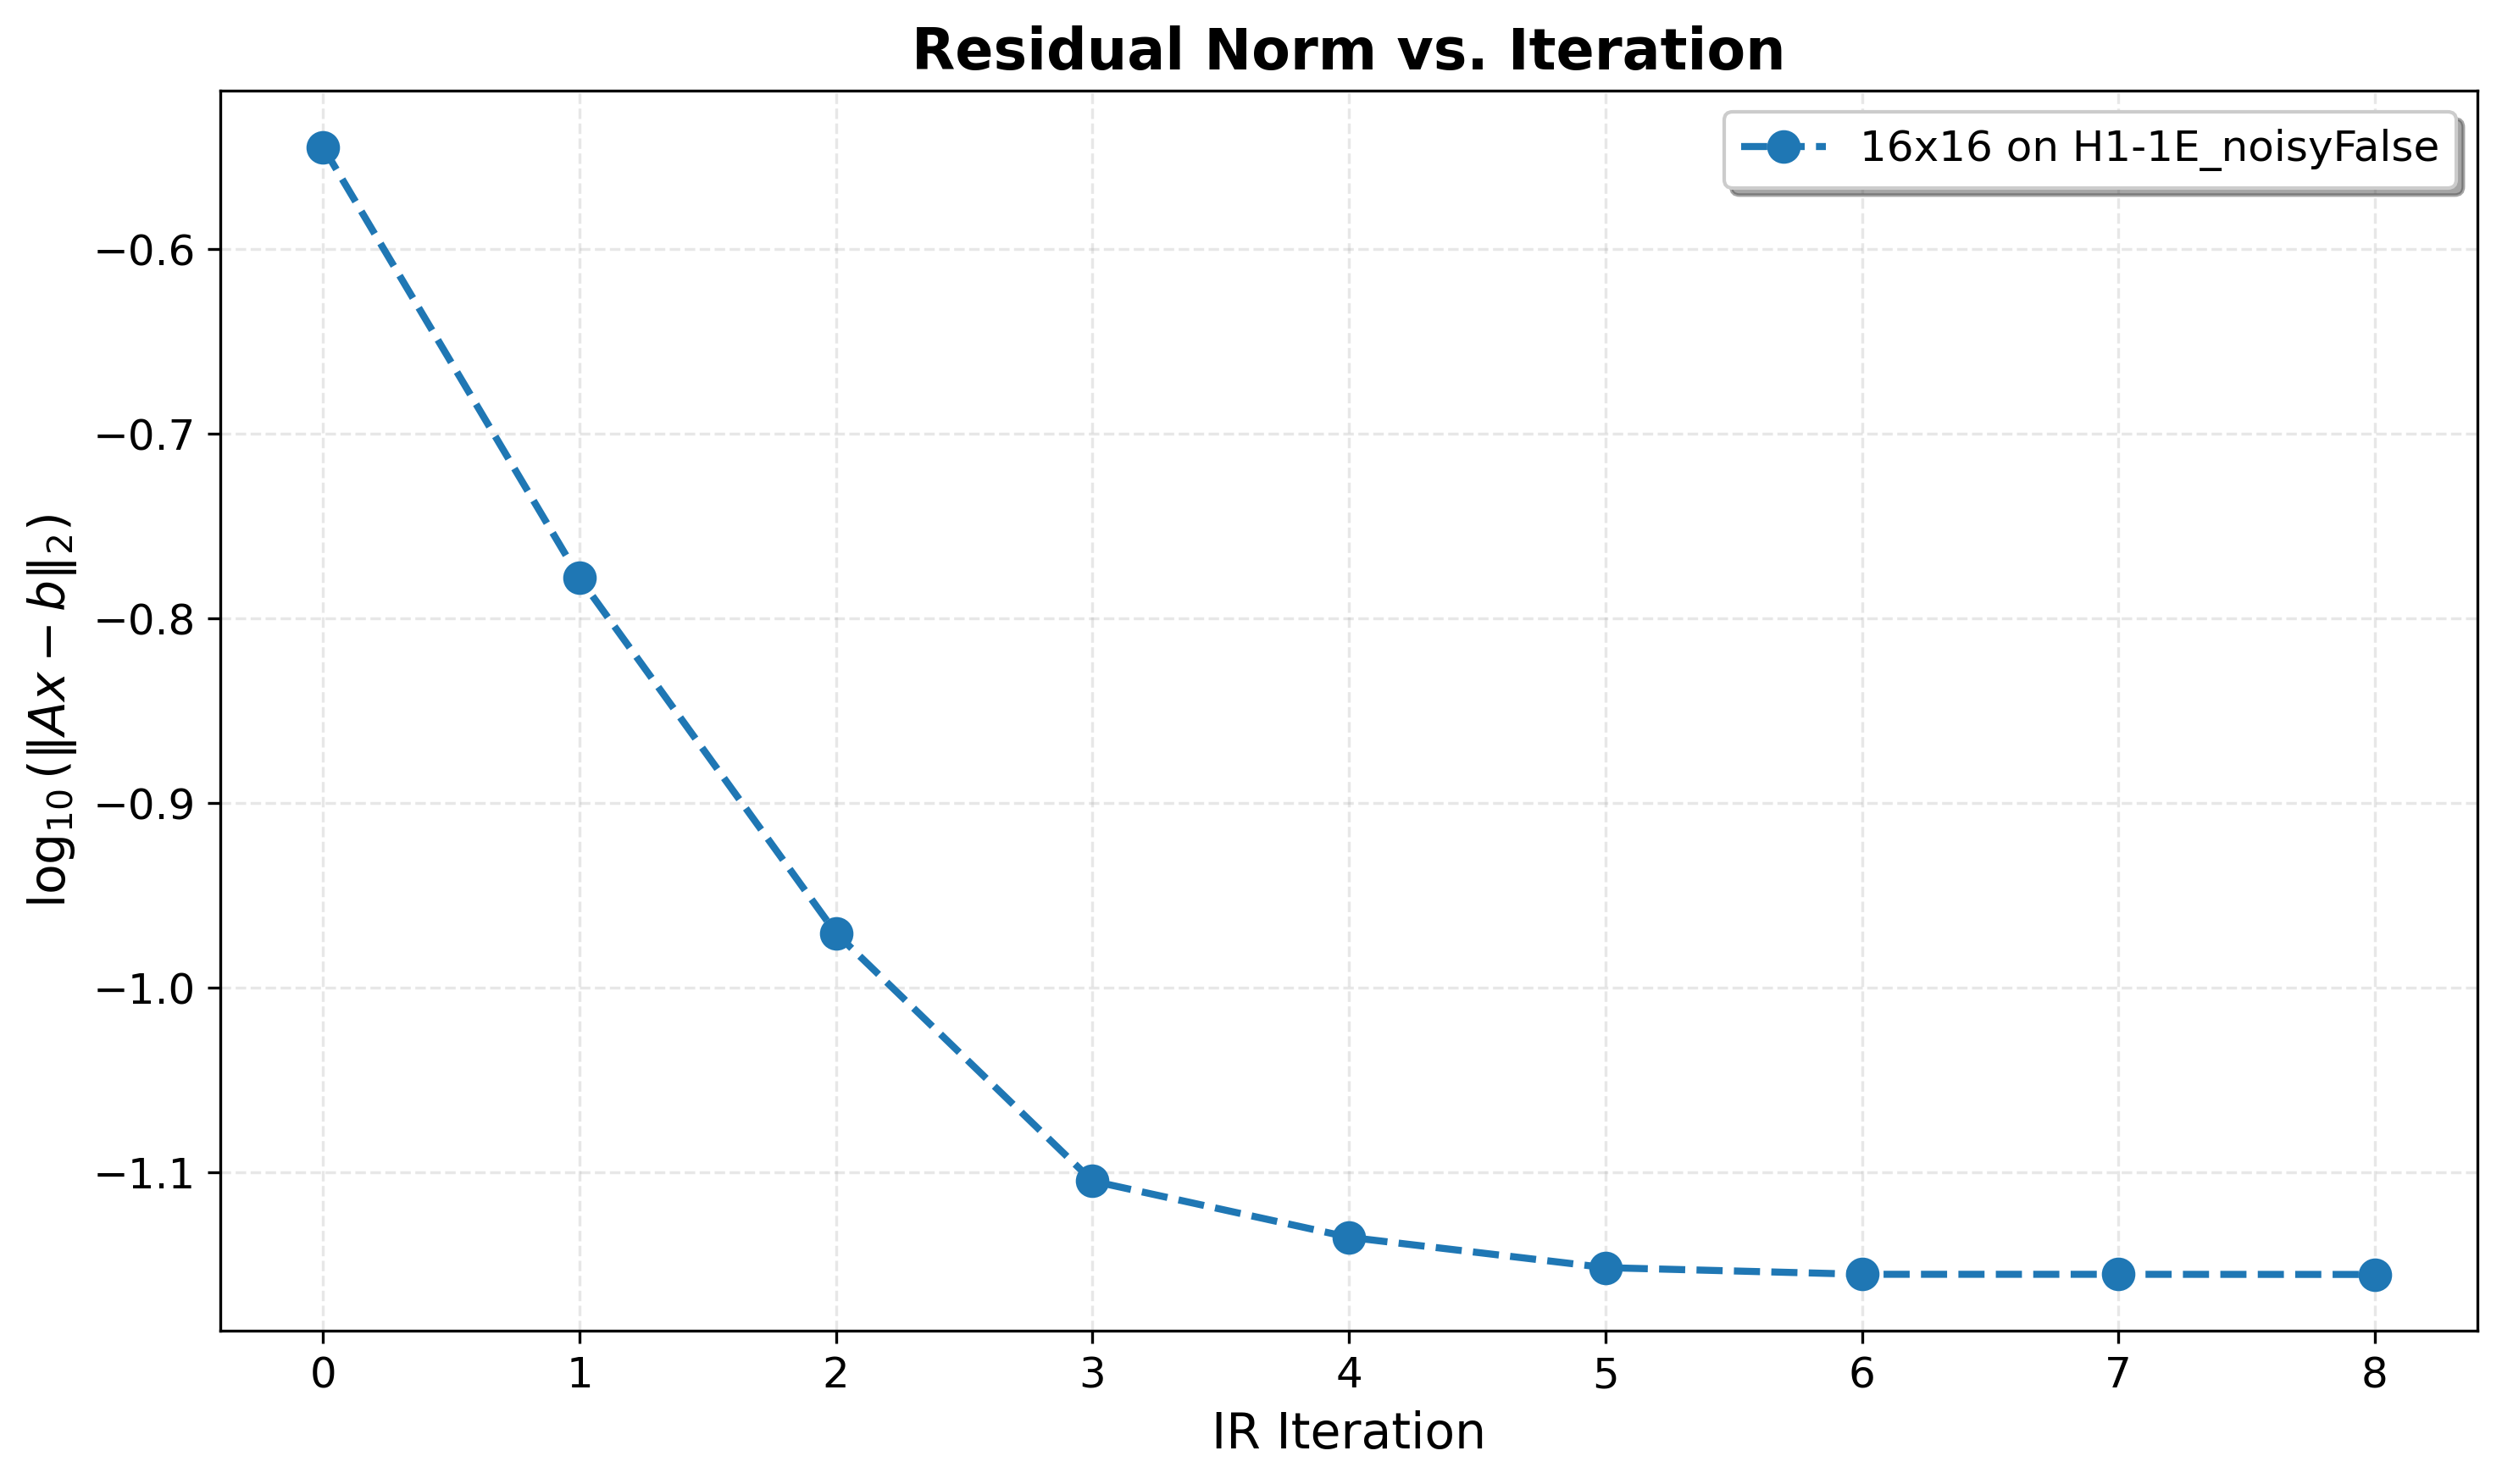 Residual Norm vs. Iteration
16x16 on H1-1E_noisyFalse
log₁₀ (‖Ax − b‖₂)
−0.6
−0.7
−0.8
−0.9
−1.0
−1.1
0 1 2 3 4 5 6 7 8
IR Iteration